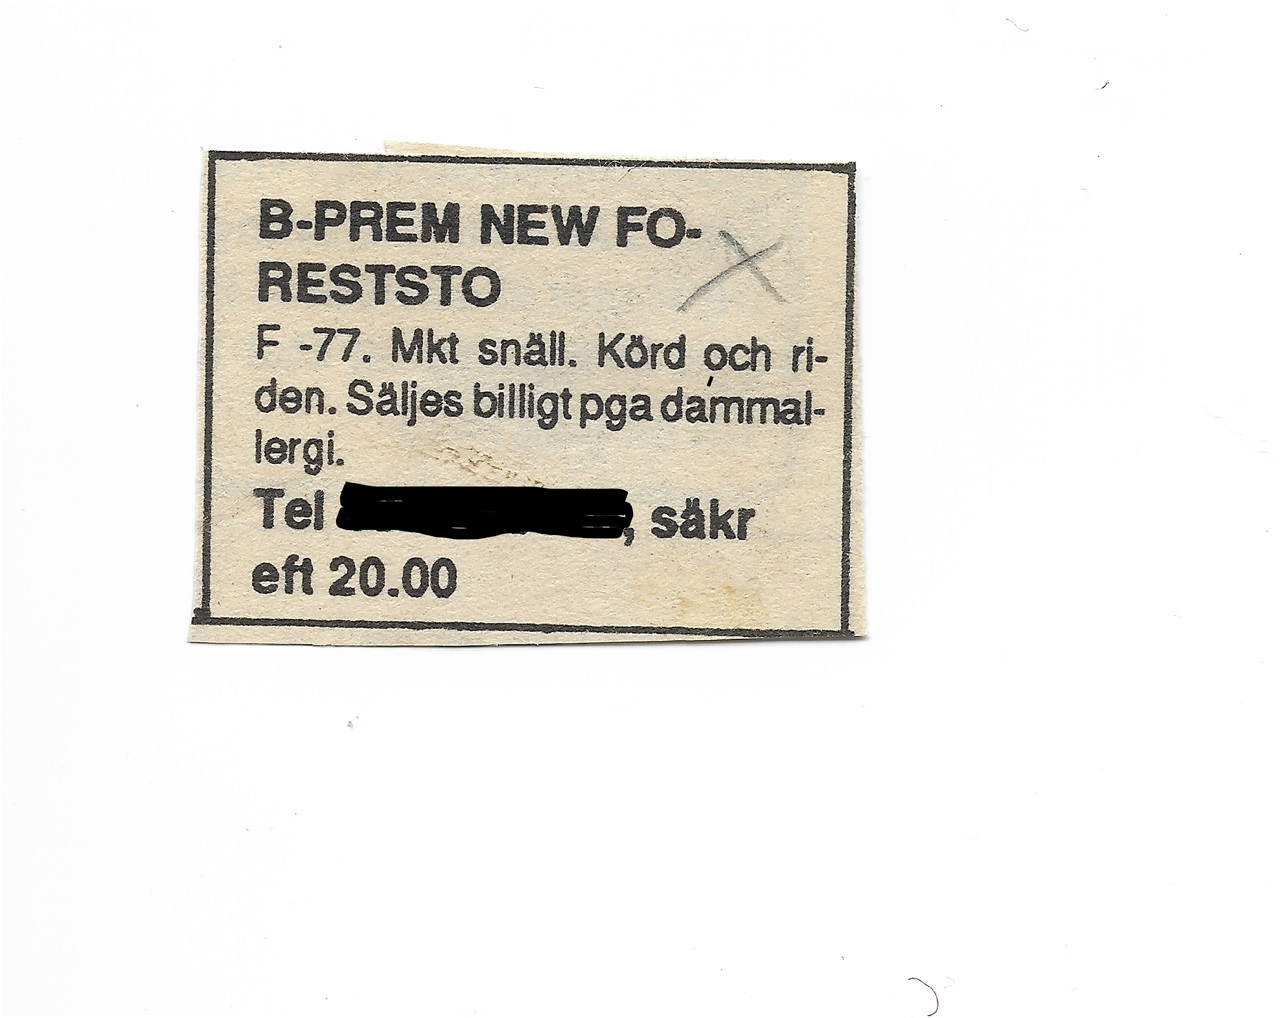 B-PREM NEW FO-
RESTSTO
F -77. Mkt snäll. Körd och ri-
den. Säljes billigt pga dammal-
lergi.
Tel , säkr
eft 20.00